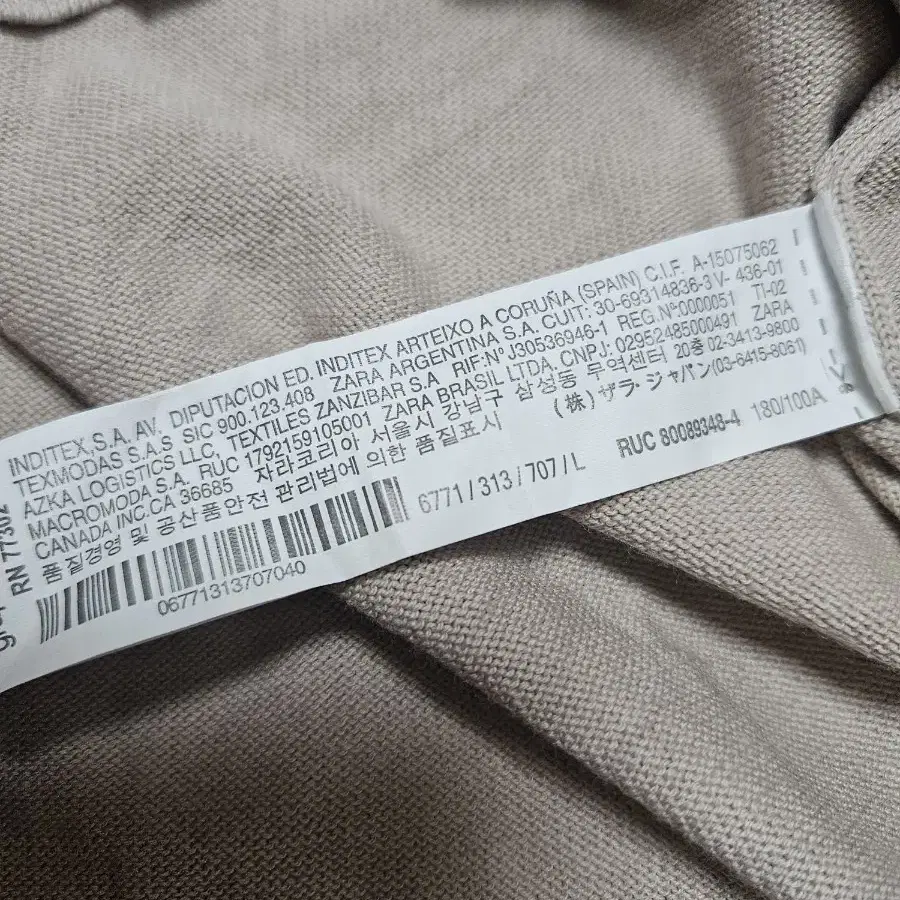 INDITEX,S.A. AV. DIPUTACION ED. INDITEX ARTEIXO A CORUÑA (SPAIN) C.I.F. A-15075062
TEXMODAS S.A.S SIC 900.123.408 ZARA ARGENTINA S.A. CUIT: 30-69314836-3 V- 436-01
AZKA LOGISTICS LLC, TEXTILES ZANZIBAR S.A RIF:Nº J30536946-1 REG.Nº:0000051 TI-02
MACROMODA S.A. RUC 1792159105001 ZARA BRASIL LTDA. CNPJ: 02952485000491 ZARA
CANADA INC.CA 36685 자라코리아 서울시 강남구 삼성동 무역센터 20층 02-3413-9800
품질경영 및 공산품안전 관리법에 의한 품질표시 (株) ザラ・ジャパン(03-6415-8061)
6771/313/707/L RUC 80089348-4 180/100A
06771313707040
RN 77302